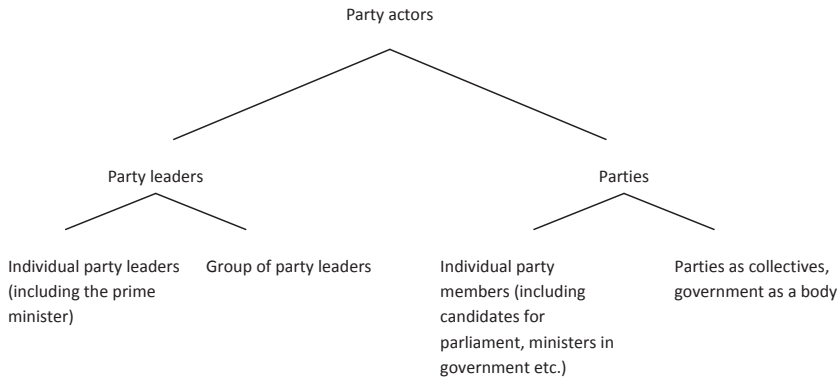 Party actors
Party leaders
Parties
Individual party leaders
(including the prime
minister)
Group of party leaders
Individual party
members (including
candidates for
parliament, ministers in
government etc.)
Parties as collectives,
government as a body